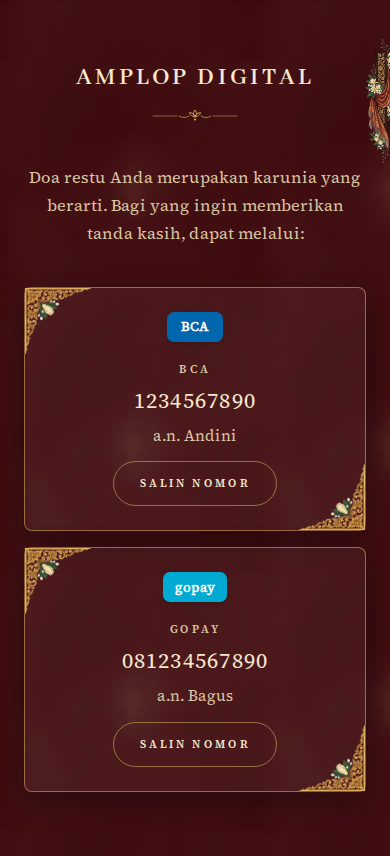 AMPLOP DIGITAL
Doa restu Anda merupakan karunia yang
berarti. Bagi yang ingin memberikan
tanda kasih, dapat melalui:
BCA
BCA
1234567890
a.n. Andini
SALIN NOMOR
gopay
GOPAY
081234567890
a.n. Bagus
SALIN NOMOR